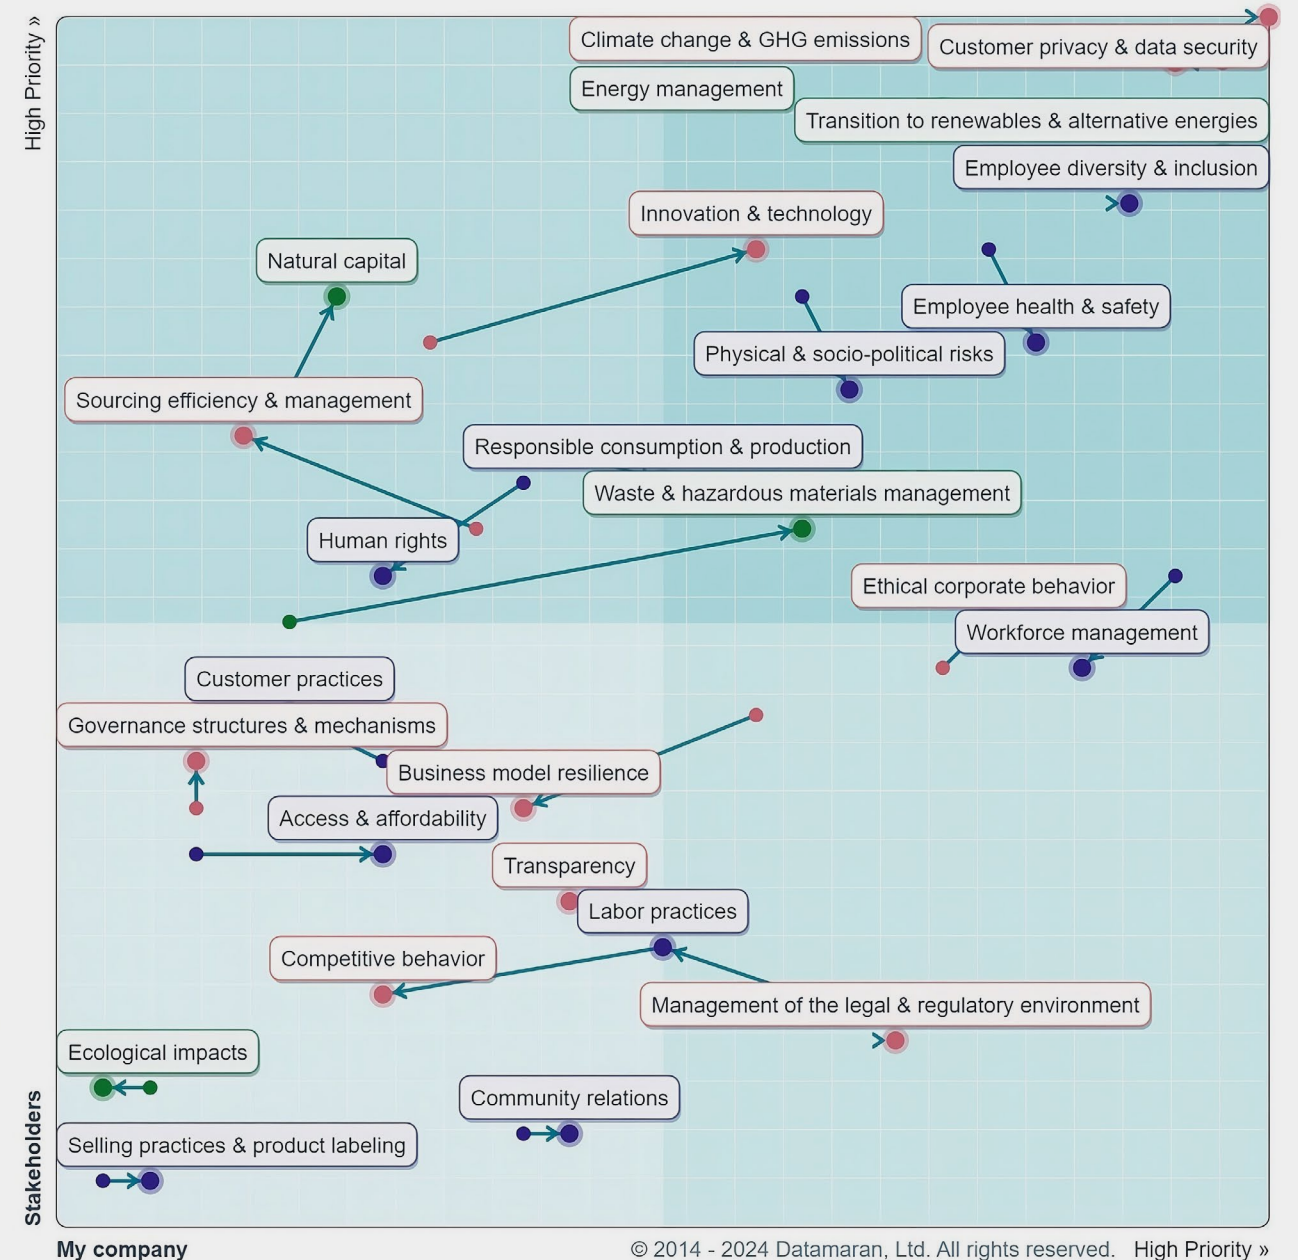 High Priority »
Climate change & GHG emissions
Customer privacy & data security
Energy management
Transition to renewables & alternative energies
Employee diversity & inclusion
Innovation & technology
Natural capital
Employee health & safety
Physical & socio-political risks
Sourcing efficiency & management
Responsible consumption & production
Waste & hazardous materials management
Human rights
Ethical corporate behavior
Workforce management
Customer practices
Governance structures & mechanisms
Business model resilience
Access & affordability
Transparency
Labor practices
Competitive behavior
Management of the legal & regulatory environment
Ecological impacts
Community relations
Selling practices & product labeling
Stakeholders
My company
© 2014 - 2024 Datamaran, Ltd. All rights reserved.
High Priority »